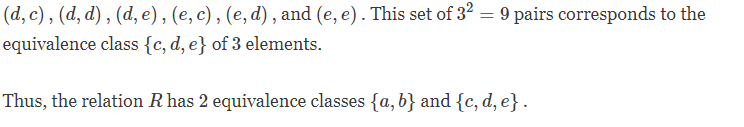 (d, c) , (d, d) , (d, e) , (e, c) , (e, d) , and (e, e) . This set of 3² = 9 pairs corresponds to the
equivalence class {c, d, e} of 3 elements.
Thus, the relation R has 2 equivalence classes {a, b} and {c, d, e} .